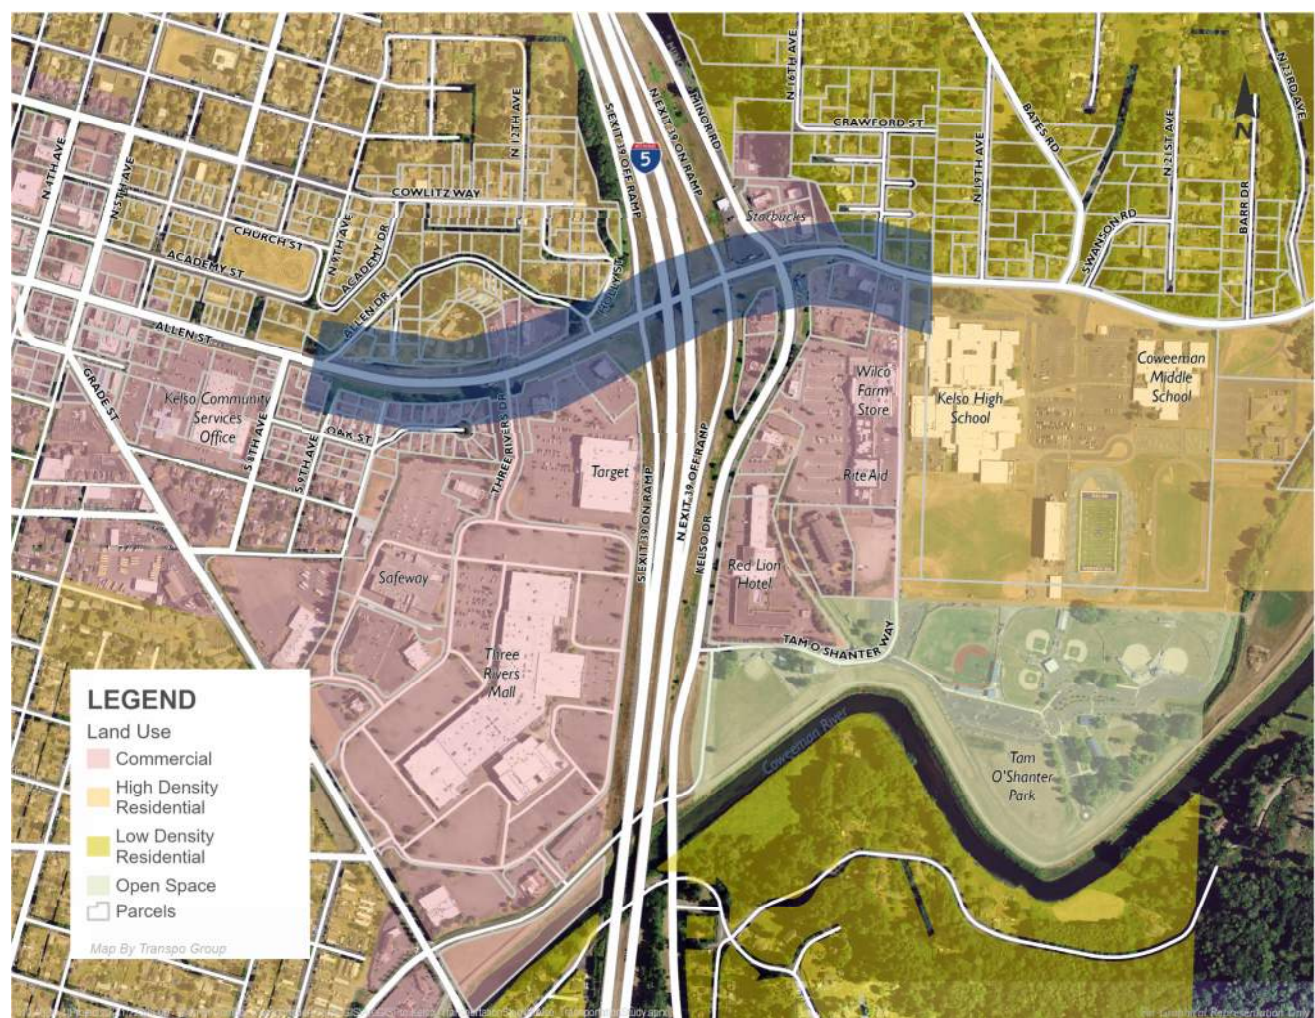 N 4TH AVE
N 5TH AVE
N 12TH AVE
S EXIT 39 OFF RAMP
N EXIT 39 ON RAMP
MINOR RD
N 16TH AVE
CRAWFORD ST
N 19TH AVE
BATES RD
N 21ST AVE
BARR DR
N 23RD AVE
N
5
COWLITZ WAY
CHURCH ST
ACADEMY ST
N 9TH AVE
ACADEMY DR
ALLEN DR
Starbucks
SWANSON RD
ALLEN ST
GRADE ST
Kelso Community
Services
Office
S 8TH AVE
S 9TH AVE
OAK ST
THREE RIVERS DR
Target
S EXIT 39 ON RAMP
N EXIT 39 OFF RAMP
KELSO DR
Wilco
Farm
Store
Rite Aid
Kelso High
School
Coweeman
Middle
School
Safeway
Red Lion
Hotel
Three
Rivers
Mall
TAM O SHANTER WAY
Coweeman River
Tam
O'Shanter
Park
LEGEND
Land Use
Commercial
High Density
Residential
Low Density
Residential
Open Space
Parcels
Map By Transpo Group
For Graphical Representation Only